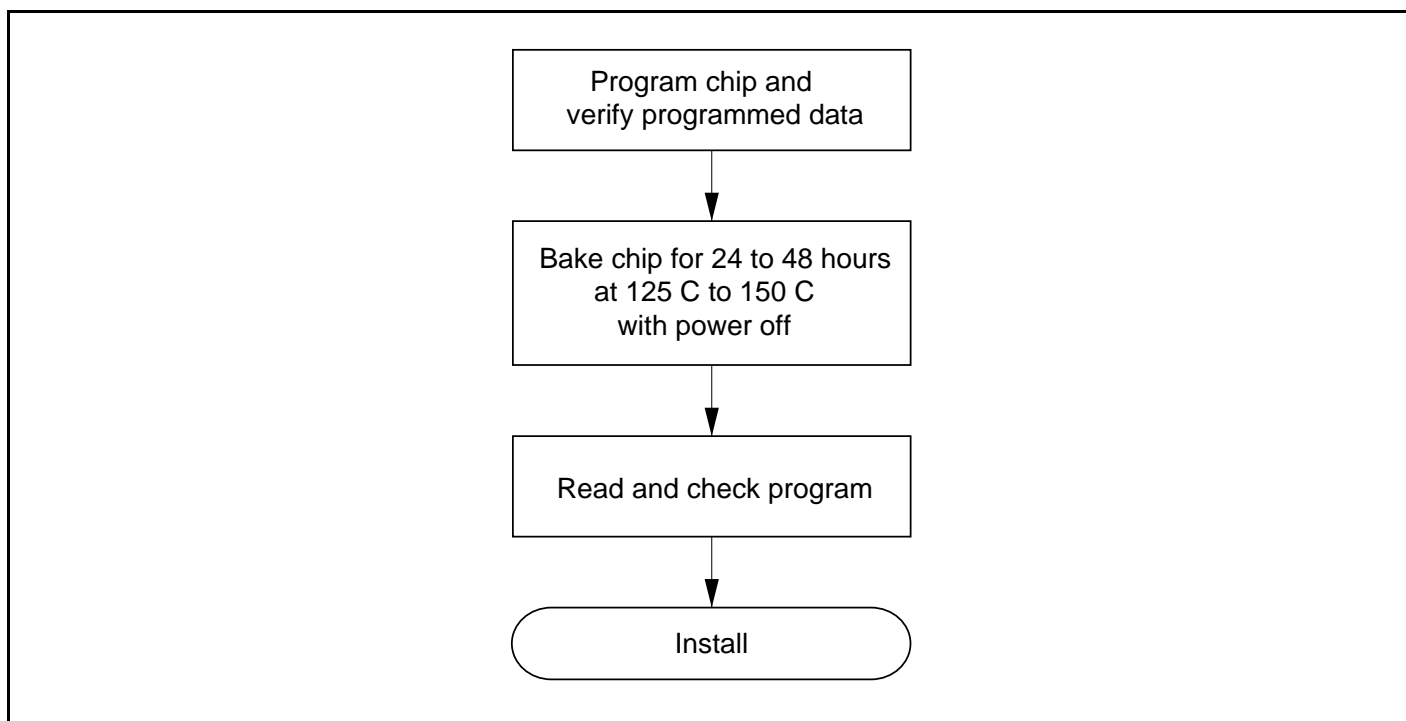 Program chip and
verify programmed data
Bake chip for 24 to 48 hours
at 125 C to 150 C
with power off
Read and check program
Install